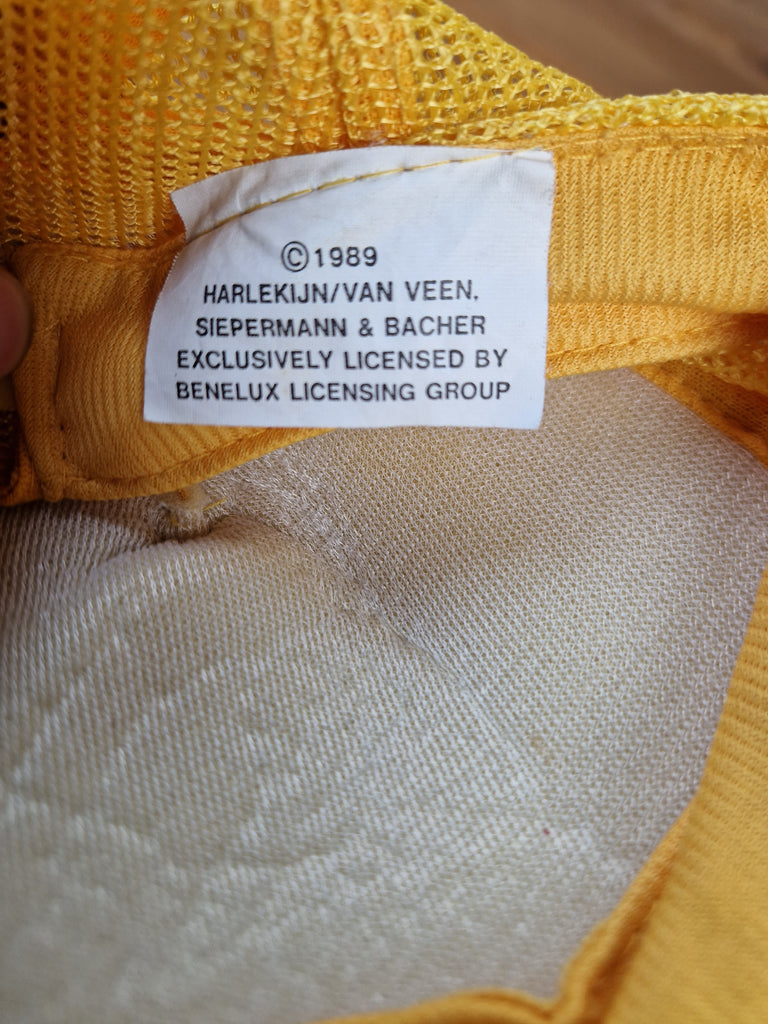 ©1989
HARLEKIJN/VAN VEEN,
SIEPERMANN & BACHER
EXCLUSIVELY LICENSED BY
BENELUX LICENSING GROUP